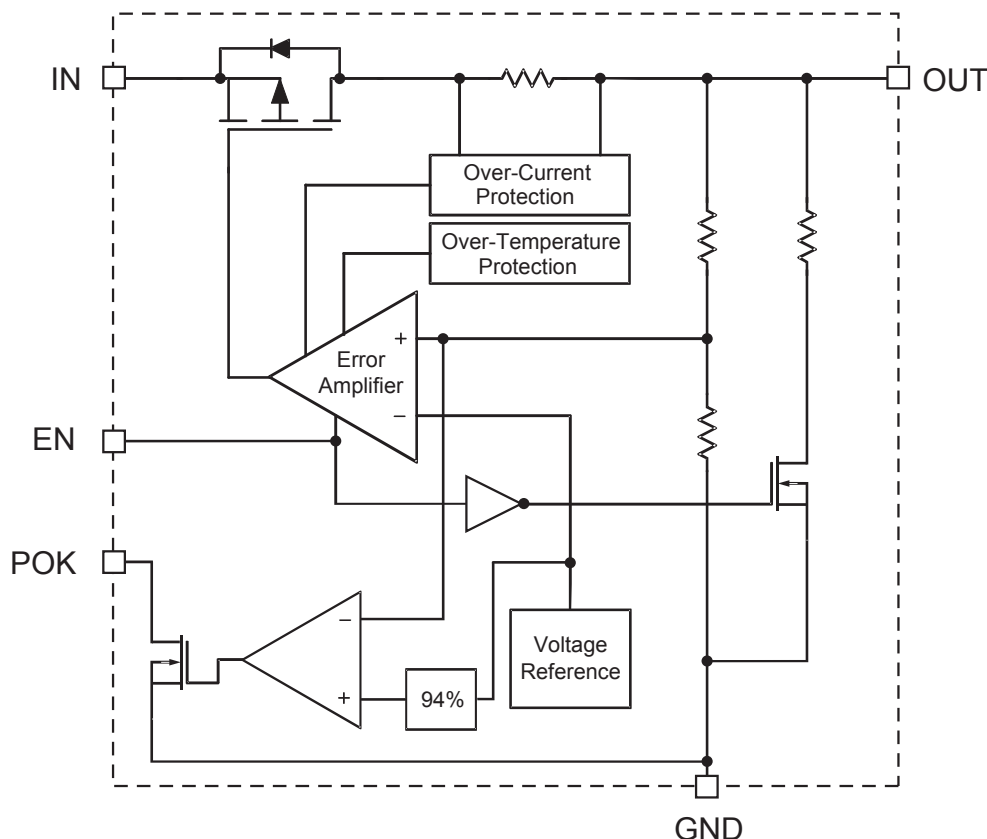 IN
OUT
Over-Current
Protection
Over-Temperature
Protection
+
Error
Amplifier
−
EN
POK
−
+
94%
Voltage
Reference
GND